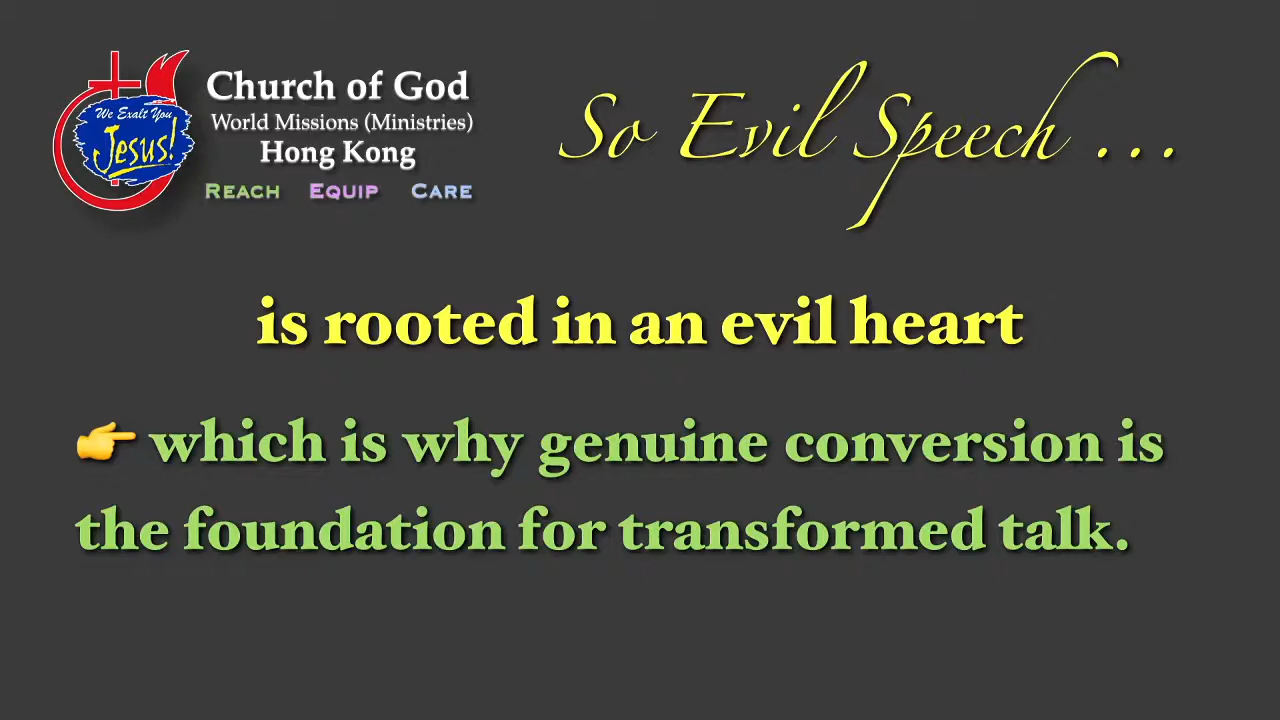 We Exalt You
Jesus!
Church of God
World Missions (Ministries)
Hong Kong
REACH EQUIP CARE
So Evil Speech ...
is rooted in an evil heart
👉 which is why genuine conversion is
the foundation for transformed talk.